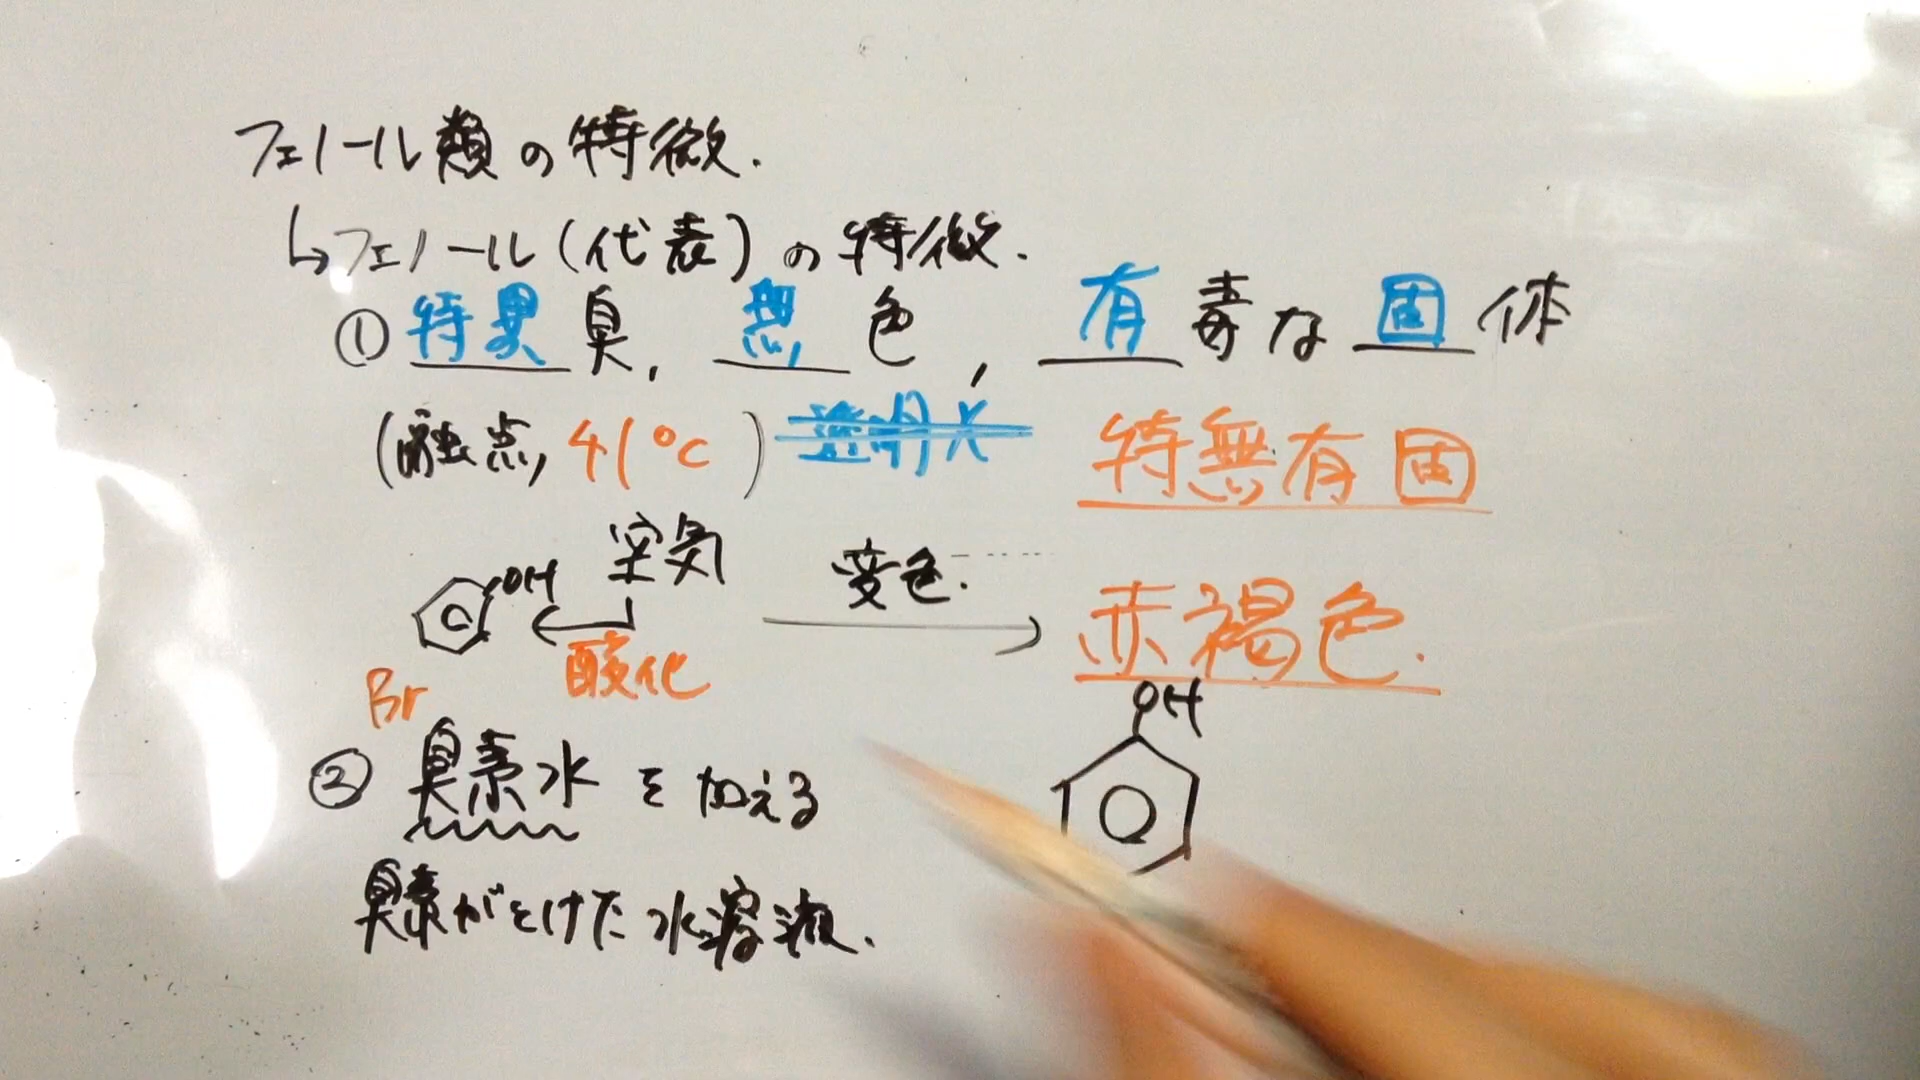 フェノール類の特徴.
↳フェノール(代表)の特徴.
① 特異臭, 無色, 有毒な固体
(融点, 41℃) 透明× 特無有固
OH 空気 変色. 赤褐色.
酸化
Br OH
② 臭素水を加える
臭素がとけた水溶液.